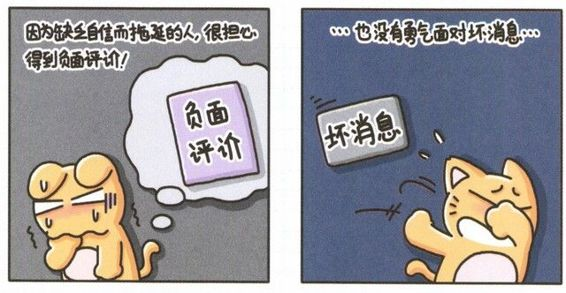 因为缺乏自信而拖延的人，很担心
得到负面评价！
负面
评价
…也没有勇气面对坏消息…
坏消息